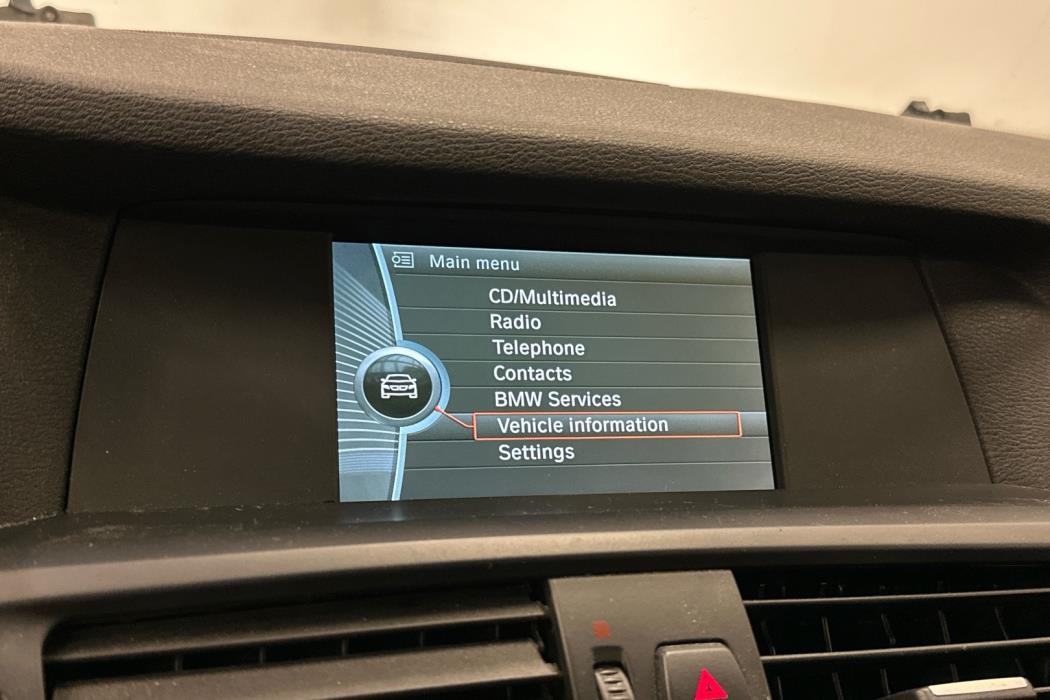 Main menu
CD/Multimedia
Radio
Telephone
Contacts
BMW Services
Vehicle information
Settings